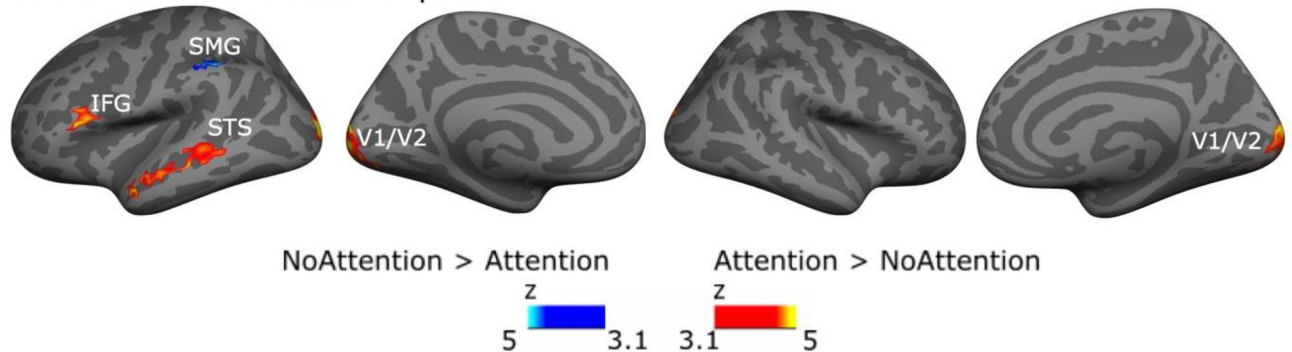 SMG
IFG
STS
V1/V2
V1/V2
NoAttention > Attention
Attention > NoAttention
z
z
5
3.1
3.1
5